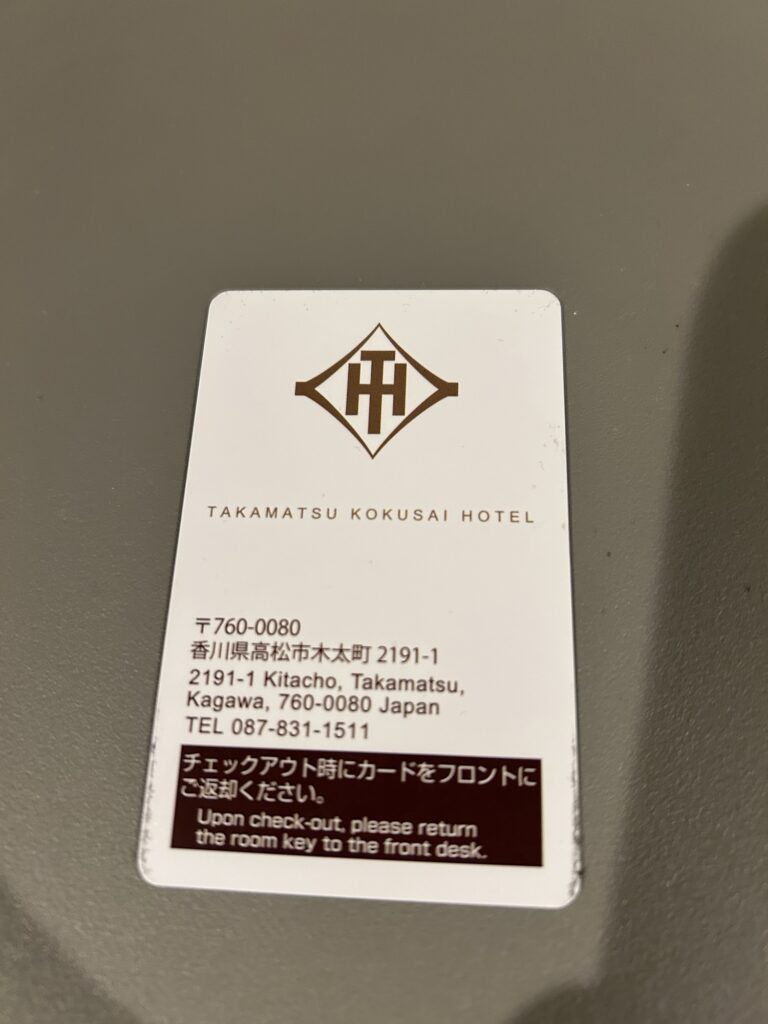 TH
TAKAMATSU KOKUSAI HOTEL
〒760-0080
香川県高松市木太町 2191-1
2191-1 Kitacho, Takamatsu,
Kagawa, 760-0080 Japan
TEL 087-831-1511
チェックアウト時にカードをフロントに
ご返却ください。
Upon check-out, please return
the room key to the front desk.